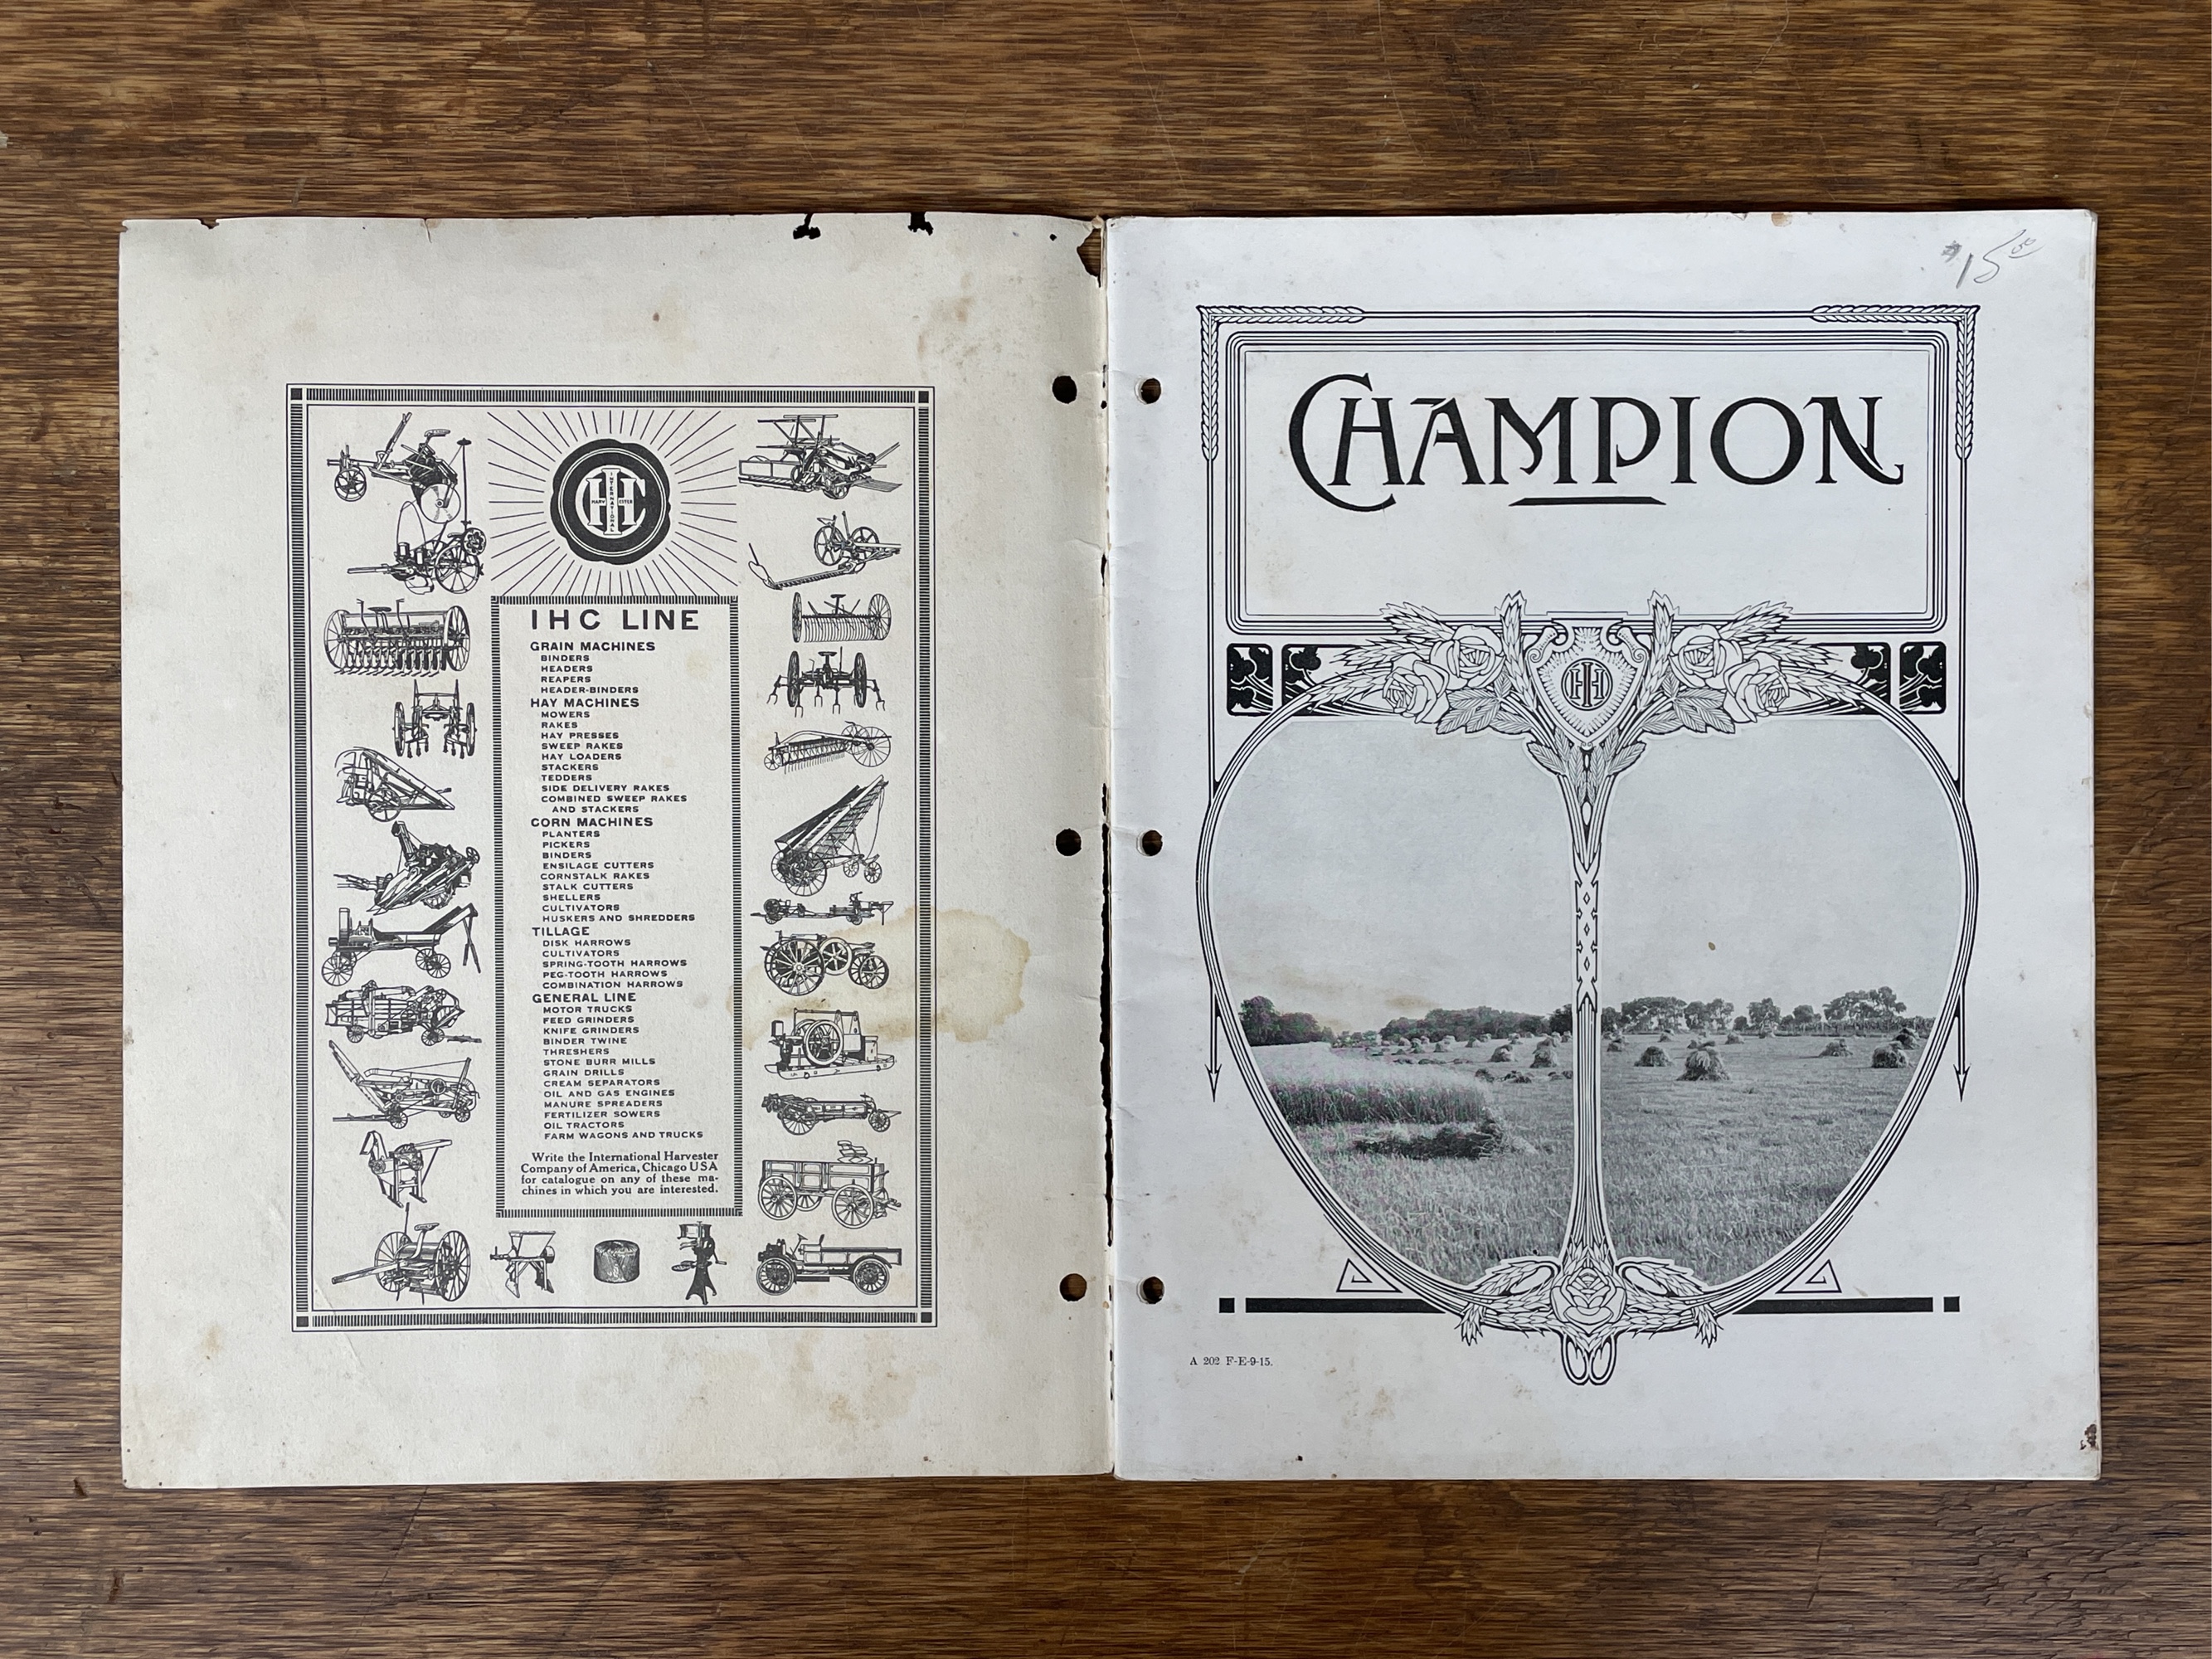 INTERNATIONAL
HARVESTER
IHC
IHC LINE
GRAIN MACHINES
BINDERS
HEADERS
REAPERS
HEADER-BINDERS
HAY MACHINES
MOWERS
RAKES
HAY PRESSES
SWEEP RAKES
HAY LOADERS
STACKERS
TEDDERS
SIDE DELIVERY RAKES
COMBINED SWEEP RAKES
AND STACKERS
CORN MACHINES
PLANTERS
PICKERS
BINDERS
ENSILAGE CUTTERS
CORNSTALK RAKES
STALK CUTTERS
SHELLERS
CULTIVATORS
HUSKERS AND SHREDDERS
TILLAGE
DISK HARROWS
CULTIVATORS
SPRING-TOOTH HARROWS
PEG-TOOTH HARROWS
COMBINATION HARROWS
GENERAL LINE
MOTOR TRUCKS
FEED GRINDERS
KNIFE GRINDERS
BINDER TWINE
THRESHERS
STONE BURR MILLS
GRAIN DRILLS
CREAM SEPARATORS
OIL AND GAS ENGINES
MANURE SPREADERS
FERTILIZER SOWERS
OIL TRACTORS
FARM WAGONS AND TRUCKS
Write the International Harvester
Company of America, Chicago USA
for catalogue on any of these ma-
chines in which you are interested.
$15.00
CHAMPION
IHC
A 202 F-E-9-15.